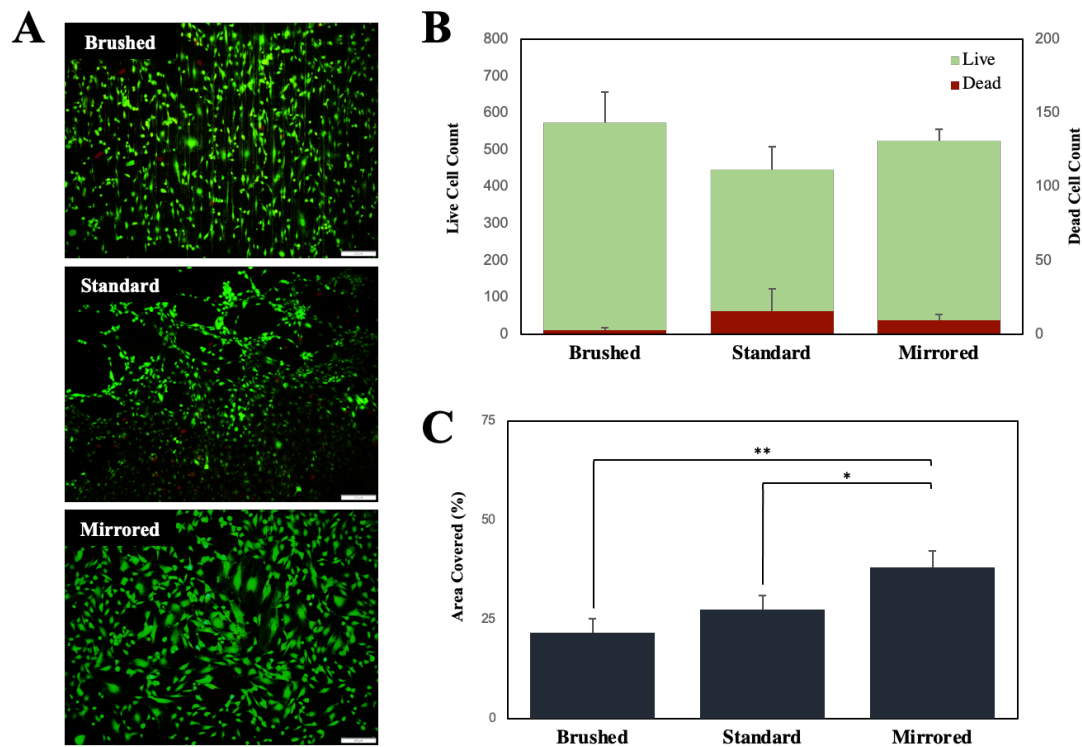 A
Brushed
Standard
Mirrored
B
800
700
600
500
400
300
200
100
0
Live Cell Count
200
150
100
50
0
Dead Cell Count
Live
Dead
Brushed Standard Mirrored
C
75
50
25
0
Area Covered (%)
**
*
Brushed Standard Mirrored